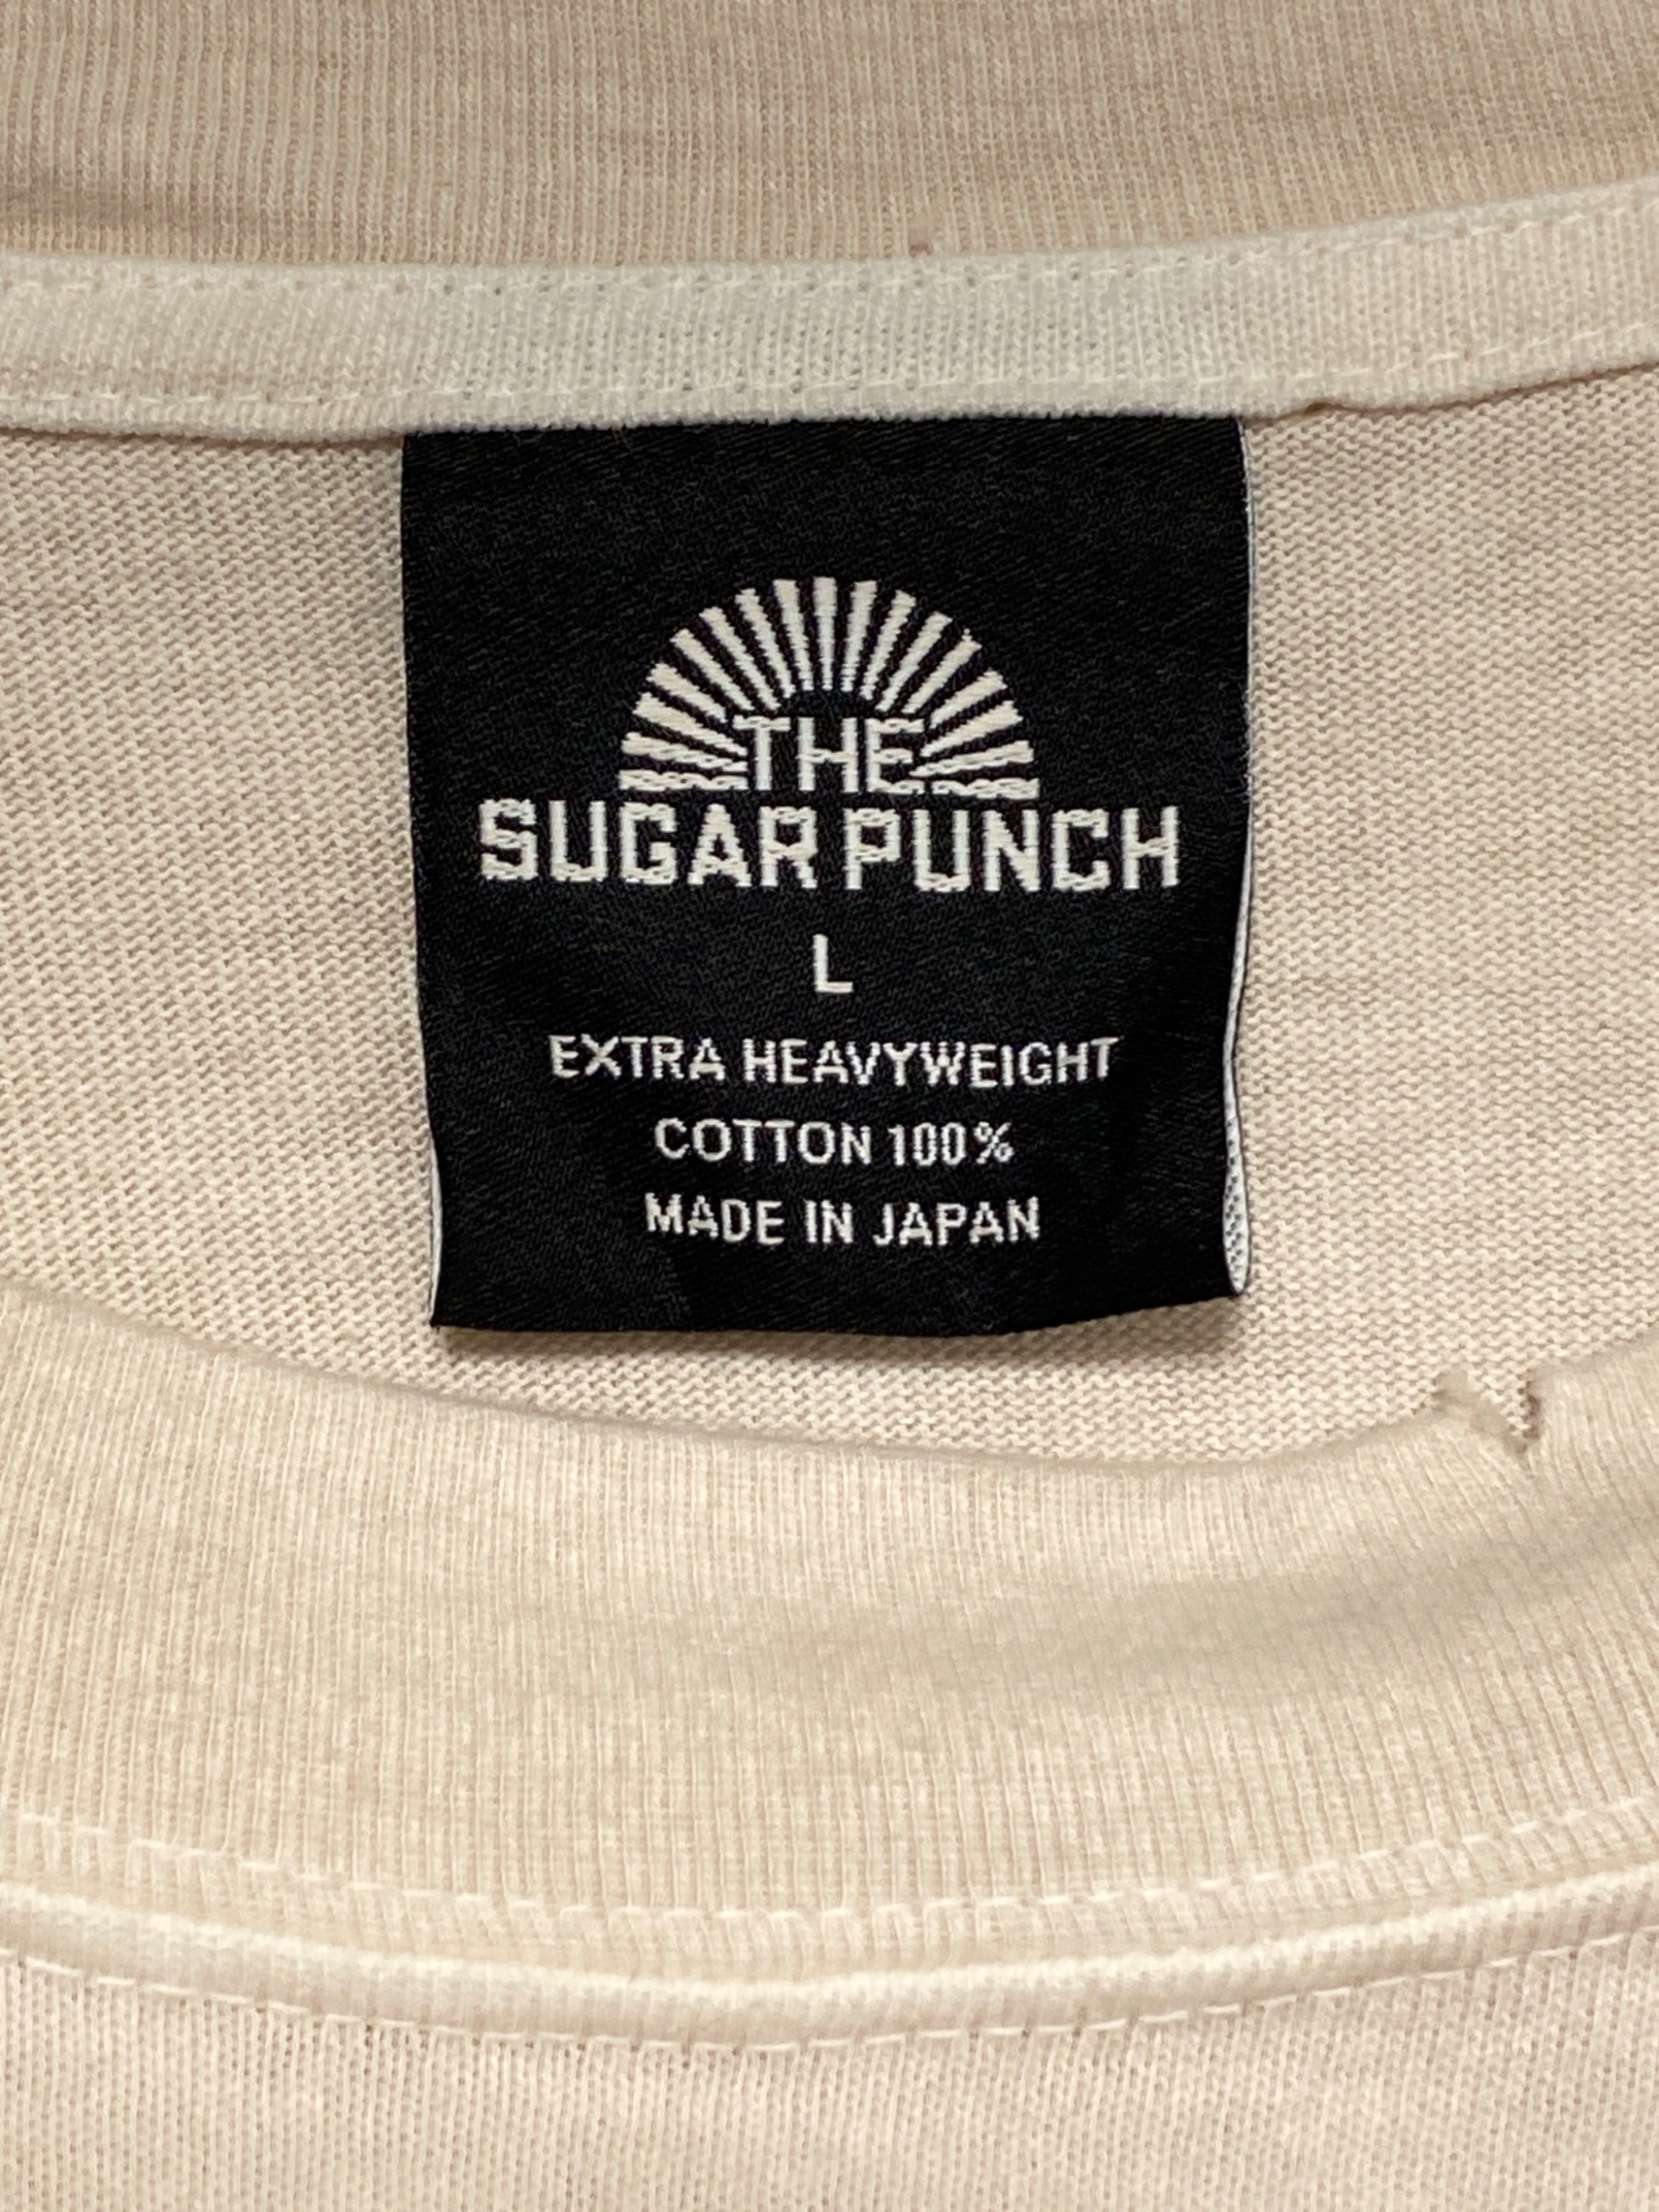 THE
SUGAR PUNCH
L
EXTRA HEAVYWEIGHT
COTTON 100%
MADE IN JAPAN